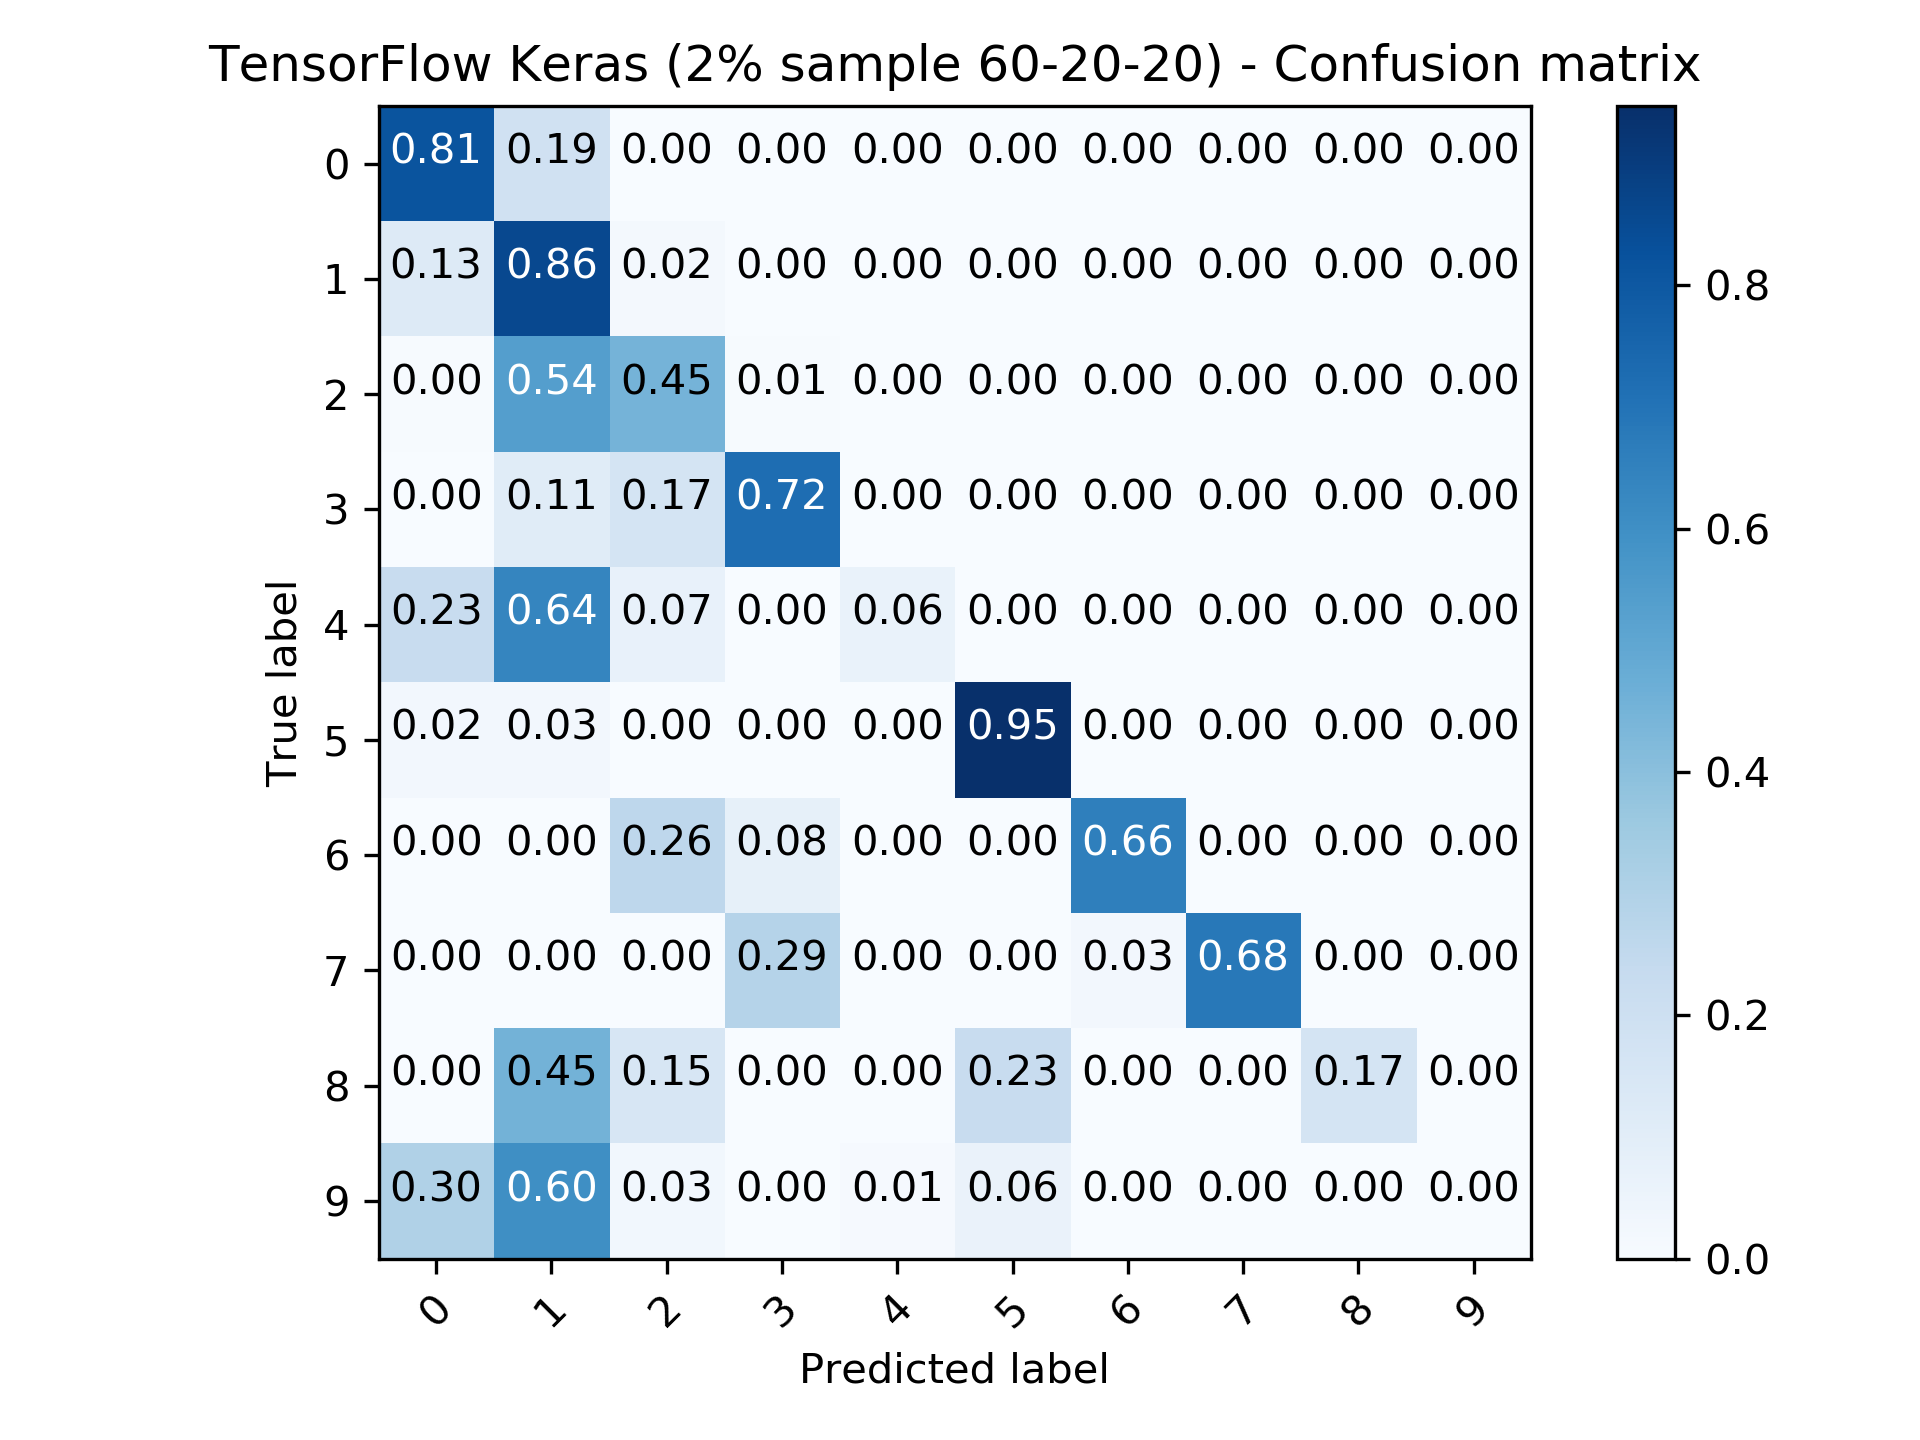 TensorFlow Keras (2% sample 60-20-20) - Confusion matrix
0 0.81 0.19 0.00 0.00 0.00 0.00 0.00 0.00 0.00 0.00
1 0.13 0.86 0.02 0.00 0.00 0.00 0.00 0.00 0.00 0.00
2 0.00 0.54 0.45 0.01 0.00 0.00 0.00 0.00 0.00 0.00
3 0.00 0.11 0.17 0.72 0.00 0.00 0.00 0.00 0.00 0.00
4 0.23 0.64 0.07 0.00 0.06 0.00 0.00 0.00 0.00 0.00
5 0.02 0.03 0.00 0.00 0.00 0.95 0.00 0.00 0.00 0.00
6 0.00 0.00 0.26 0.08 0.00 0.00 0.66 0.00 0.00 0.00
7 0.00 0.00 0.00 0.29 0.00 0.00 0.03 0.68 0.00 0.00
8 0.00 0.45 0.15 0.00 0.00 0.23 0.00 0.00 0.17 0.00
9 0.30 0.60 0.03 0.00 0.01 0.06 0.00 0.00 0.00 0.00
0 1 2 3 4 5 6 7 8 9
Predicted label
True label
0.8
0.6
0.4
0.2
0.0